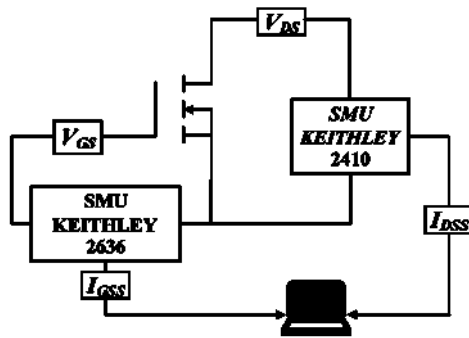 V_DS
SMU
KEITHLEY
2410
V_GS
SMU
KEITHLEY
2636
I_DSS
I_GSS